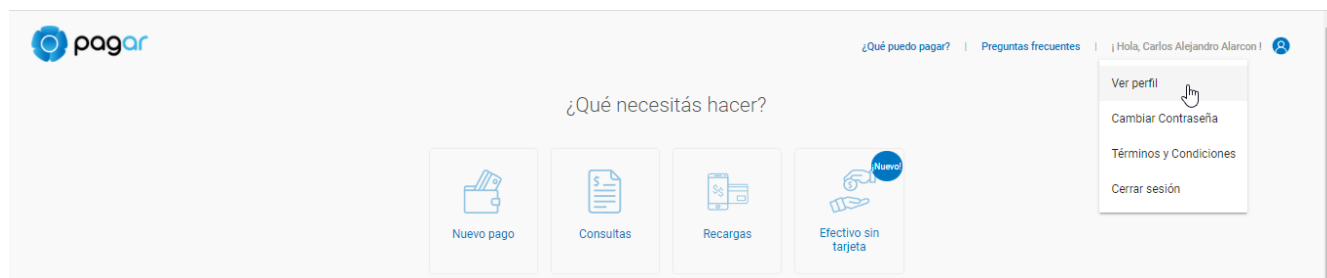 pagar
¿Qué puedo pagar? | Preguntas frecuentes | ¡ Hola, Carlos Alejandro Alarcon !
Ver perfil
Cambiar Contraseña
Términos y Condiciones
Cerrar sesión
¿Qué necesitás hacer?
Nuevo pago
Consultas
Recargas
¡Nuevo!
Efectivo sin
tarjeta